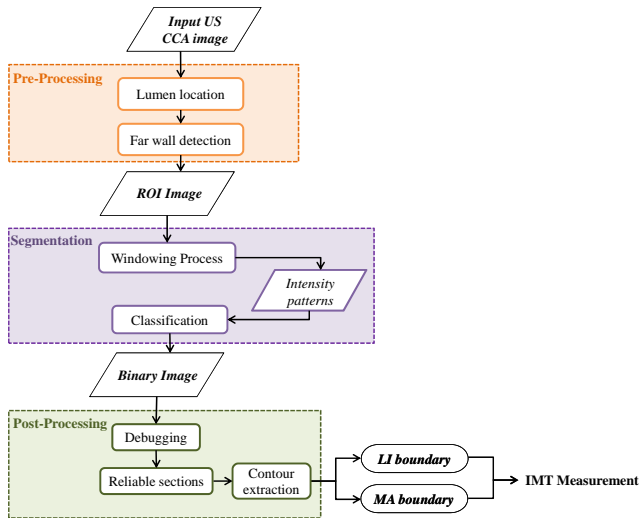 Input US
CCA image
Pre-Processing
Lumen location
Far wall detection
ROI Image
Segmentation
Windowing Process
Intensity
patterns
Classification
Binary Image
Post-Processing
Debugging
Reliable sections
Contour
extraction
LI boundary
MA boundary
IMT Measurement